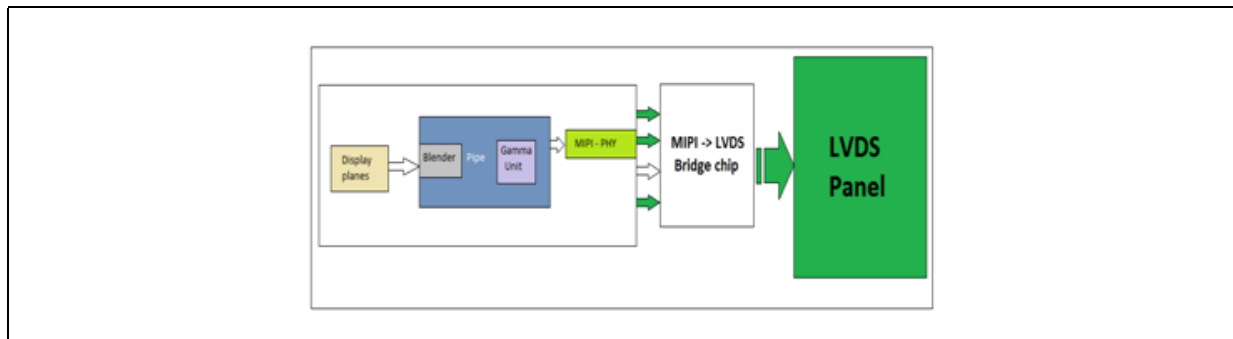 Display
planes
Blender
Pipe
Gamma
Unit
MIPI - PHY
MIPI -> LVDS
Bridge chip
LVDS
Panel